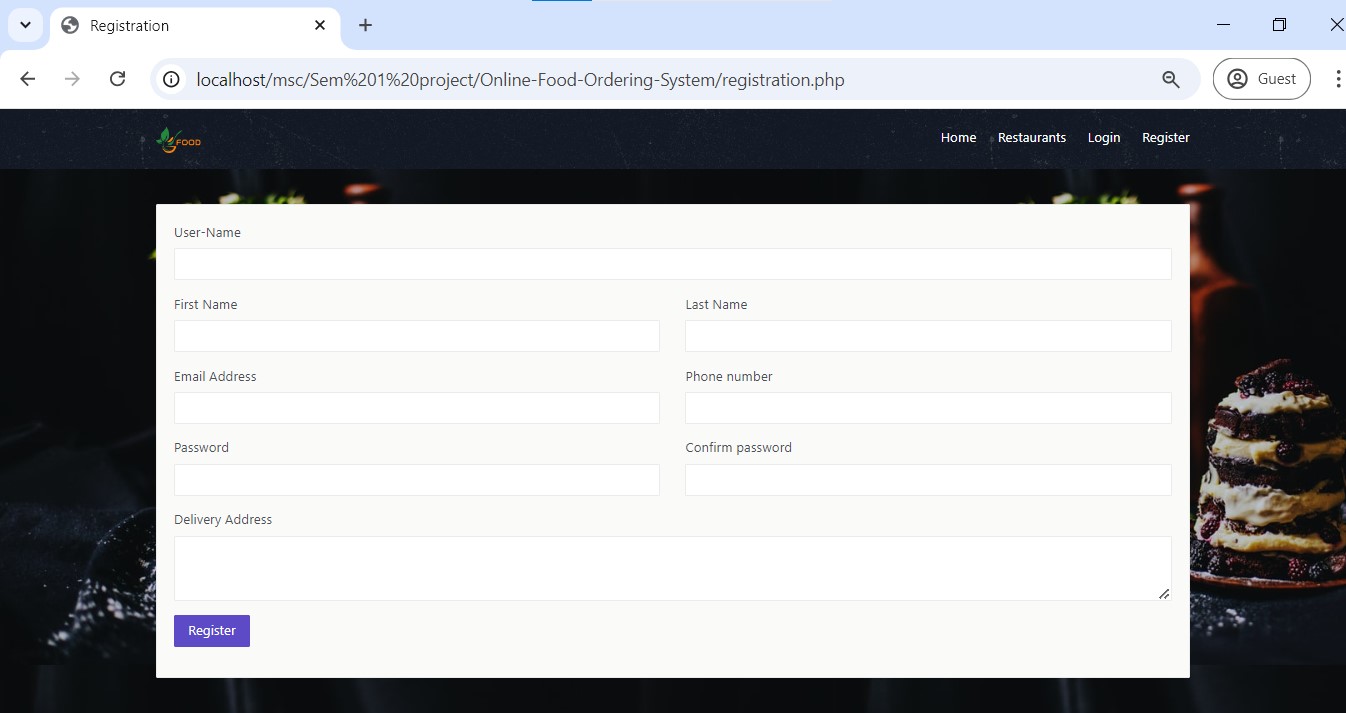 Registration
localhost/msc/Sem%201%20project/Online-Food-Ordering-System/registration.php
Guest
FOOD
Home Restaurants Login Register
User-Name
First Name Last Name
Email Address Phone number
Password Confirm password
Delivery Address
Register